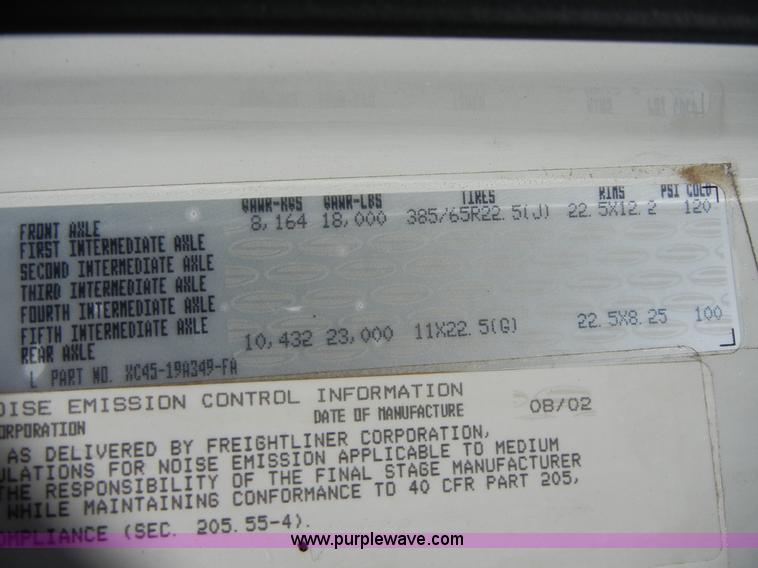 GAWR-KGS GAWR-LBS TIRES RIMS PSI COLD
FRONT AXLE 8,164 18,000 385/65R22.5(J) 22.5X12.2 120
FIRST INTERMEDIATE AXLE
SECOND INTERMEDIATE AXLE
THIRD INTERMEDIATE AXLE
FOURTH INTERMEDIATE AXLE
FIFTH INTERMEDIATE AXLE
REAR AXLE 10,432 23,000 11X22.5(G) 22.5X8.25 100
L PART NO. XC45-19A349-FA
OISE EMISSION CONTROL INFORMATION
ORPORATION DATE OF MANUFACTURE 08/02
AS DELIVERED BY FREIGHTLINER CORPORATION,
ULATIONS FOR NOISE EMISSION APPLICABLE TO MEDIUM
THE RESPONSIBILITY OF THE FINAL STAGE MANUFACTURER
WHILE MAINTAINING CONFORMANCE TO 40 CFR PART 205,
OMPLIANCE (SEC. 205.55-4).
www.purplewave.com